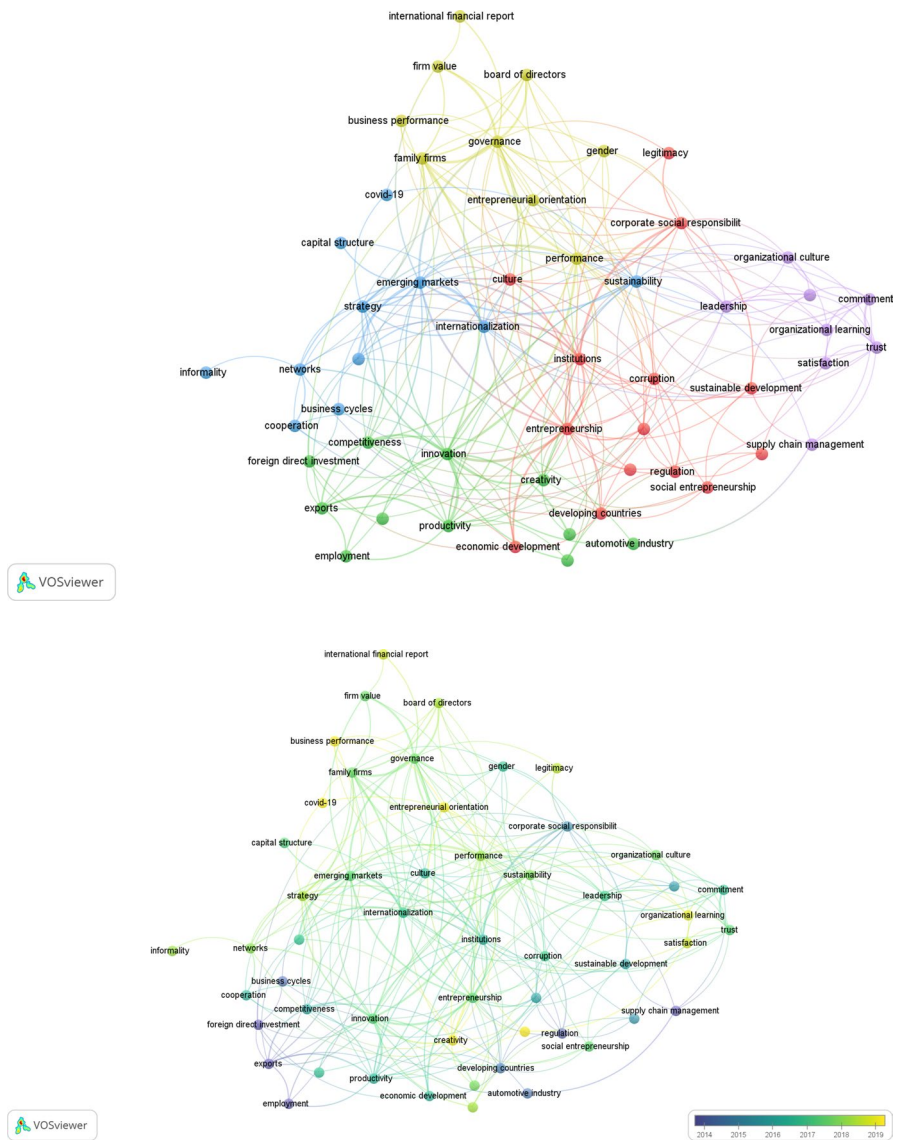 international financial report
firm value
board of directors
business performance
governance
family firms
gender
legitimacy
covid-19
entrepreneurial orientation
corporate social responsibilit
capital structure
performance
organizational culture
emerging markets
culture
sustainability
strategy
leadership
commitment
internationalization
organizational learning
trust
institutions
satisfaction
informality
networks
corruption
sustainable development
business cycles
cooperation
entrepreneurship
competitiveness
supply chain management
foreign direct investment
innovation
regulation
creativity
social entrepreneurship
exports
developing countries
productivity
economic development
automotive industry
employment
VOSviewer
international financial report
firm value
board of directors
business performance
governance
family firms
gender
legitimacy
covid-19
entrepreneurial orientation
corporate social responsibilit
capital structure
performance
organizational culture
emerging markets
culture
sustainability
strategy
leadership
commitment
internationalization
organizational learning
trust
institutions
satisfaction
informality
networks
corruption
sustainable development
business cycles
cooperation
entrepreneurship
competitiveness
supply chain management
foreign direct investment
innovation
regulation
creativity
social entrepreneurship
exports
developing countries
productivity
economic development
automotive industry
employment
VOSviewer
2014 2015 2016 2017 2018 2019